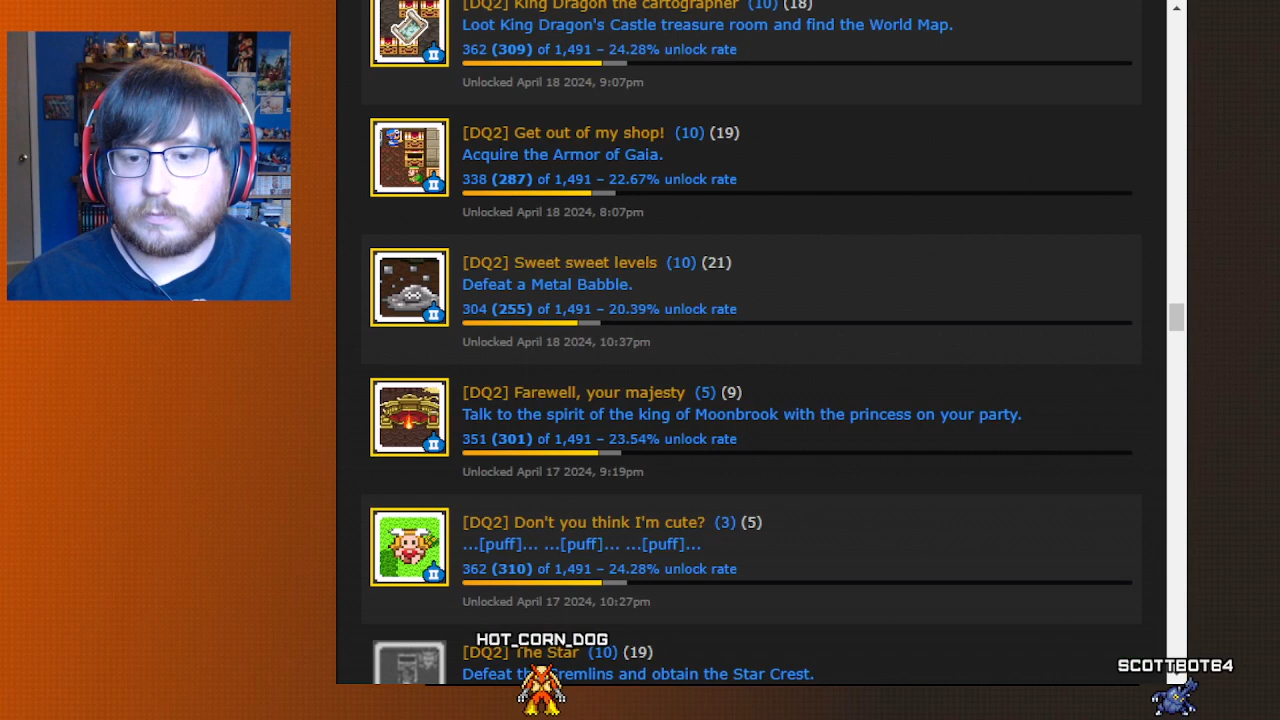 [DQ2] King Dragon the cartographer (10) (18)
Loot King Dragon's Castle treasure room and find the World Map.
362 (309) of 1,491 – 24.28% unlock rate
Unlocked April 18 2024, 9:07pm
[DQ2] Get out of my shop! (10) (19)
Acquire the Armor of Gaia.
338 (287) of 1,491 – 22.67% unlock rate
Unlocked April 18 2024, 8:07pm
[DQ2] Sweet sweet levels (10) (21)
Defeat a Metal Babble.
304 (255) of 1,491 – 20.39% unlock rate
Unlocked April 18 2024, 10:37pm
[DQ2] Farewell, your majesty (5) (9)
Talk to the spirit of the king of Moonbrook with the princess on your party.
351 (301) of 1,491 – 23.54% unlock rate
Unlocked April 17 2024, 9:19pm
[DQ2] Don't you think I'm cute? (3) (5)
...[puff]... ...[puff]... ...[puff]...
362 (310) of 1,491 – 24.28% unlock rate
Unlocked April 17 2024, 10:27pm
HOT_CORN_DOG
[DQ2] The Star (10) (19)
Defeat the Gremlins and obtain the Star Crest.
SCOTTBOT64